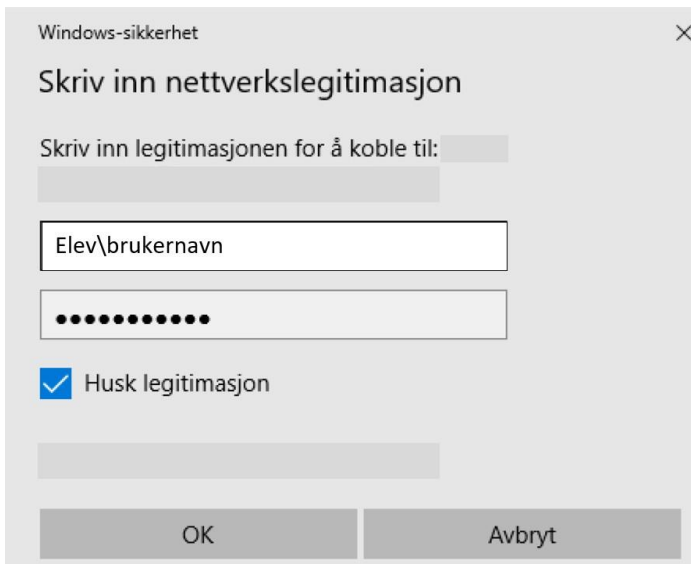 Windows-sikkerhet
Skriv inn nettverkslegitimasjon
Skriv inn legitimasjonen for å koble til:
Elev\brukernavn
●●●●●●●●●●●
Husk legitimasjon
OK
Avbryt